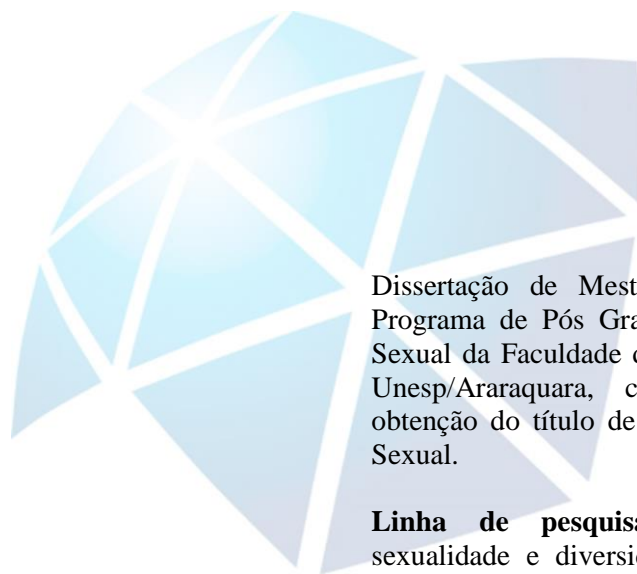 Dissertação de Mest
Programa de Pós Gra
Sexual da Faculdade
Unesp/Araraquara, c
obtenção do título de
Sexual.
Linha de pesquisa
sexualidade e diversi